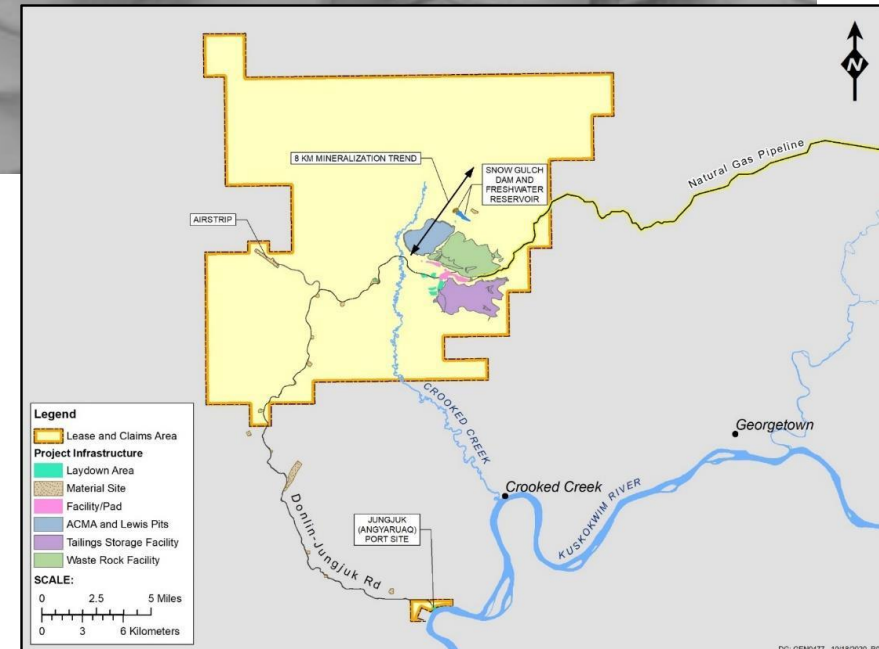 N
8 KM MINERALIZATION TREND
SNOW GULCH
DAM AND
FRESHWATER
RESERVOIR
Natural Gas Pipeline
AIRSTRIP
CROOKED CREEK
Georgetown
Crooked Creek
KUSKOKWIM RIVER
JUNGJUK
(ANGYARUAQ)
PORT SITE
Donlin-Jungjuk Rd
Legend
Lease and Claims Area
Project Infrastructure
Laydown Area
Material Site
Facility/Pad
ACMA and Lewis Pits
Tailings Storage Facility
Waste Rock Facility
SCALE:
0 2.5 5 Miles
0 3 6 Kilometers